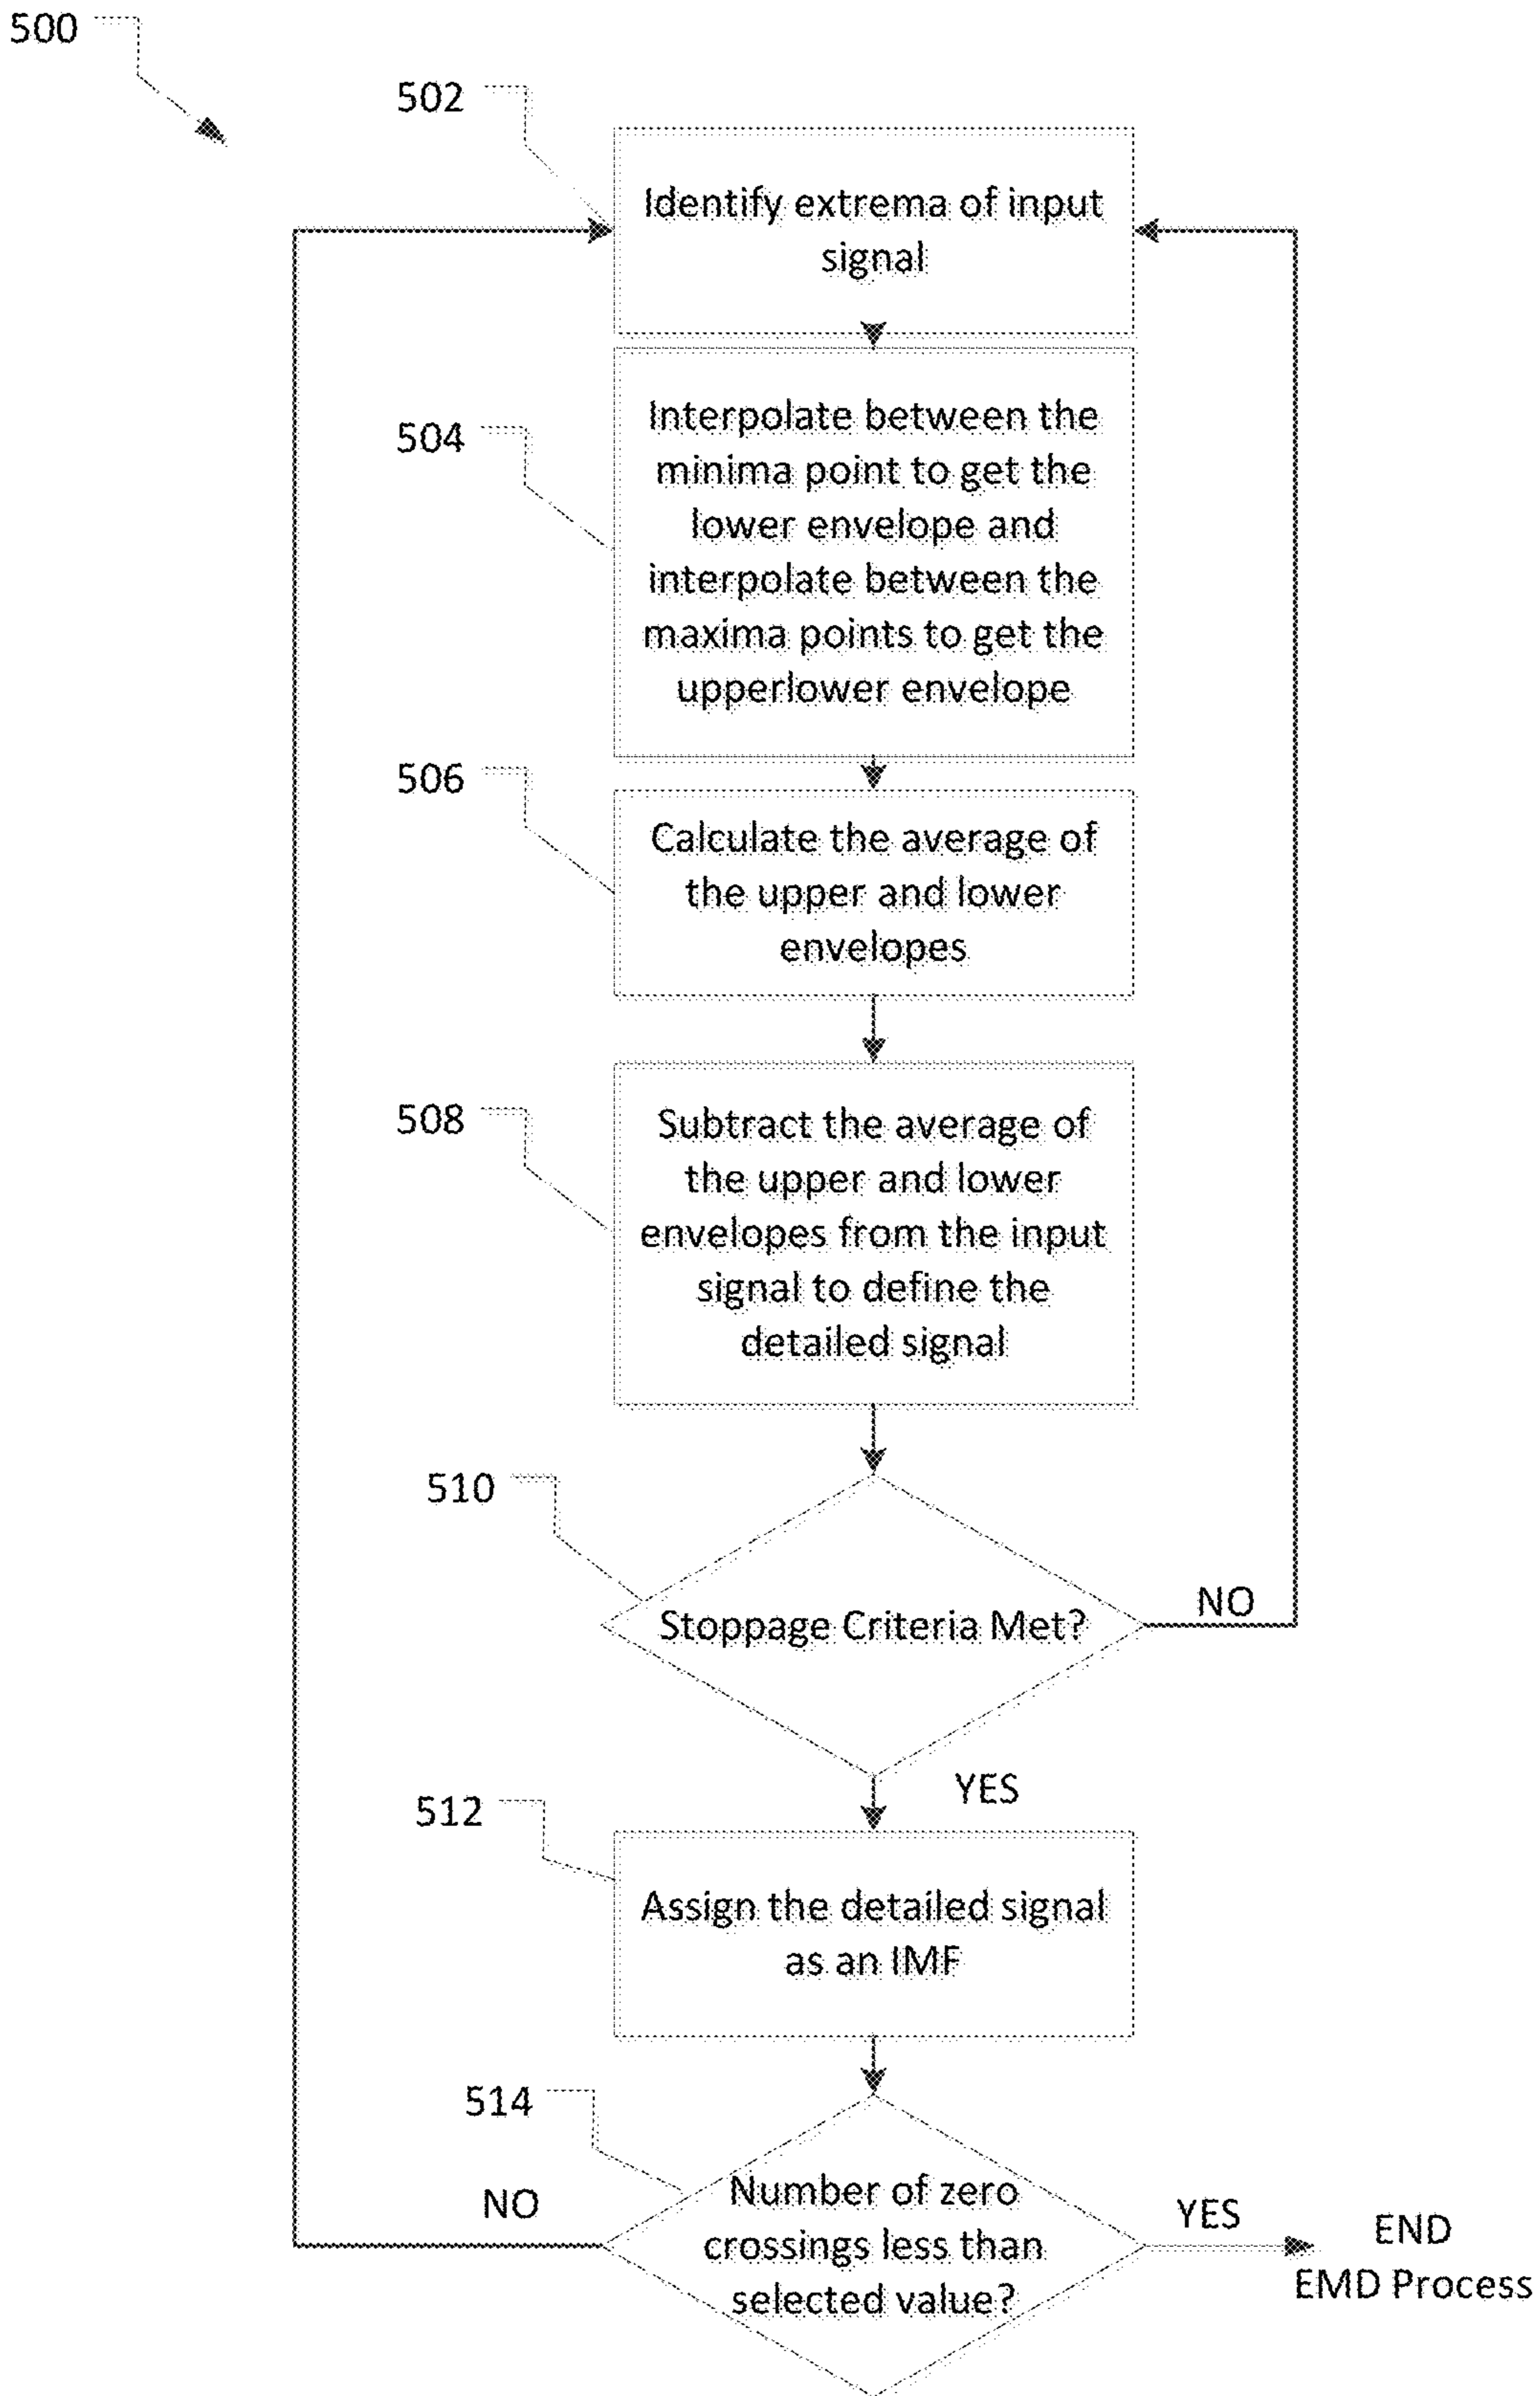 500
502
Identify extrema of input
signal
504
Interpolate between the
minima point to get the
lower envelope and
interpolate between the
maxima points to get the
upperlower envelope
506
Calculate the average of
the upper and lower
envelopes
508
Subtract the average of
the upper and lower
envelopes from the input
signal to define the
detailed signal
510
Stoppage Criteria Met?
NO
YES
512
Assign the detailed signal
as an IMF
514
NO
Number of zero
crossings less than
selected value?
YES
END
EMD Process